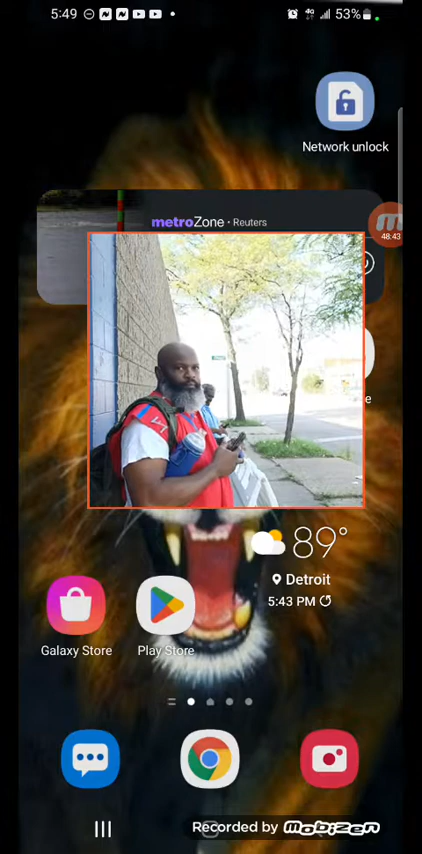 5:49
4G
53%
Network unlock
metroZone · Reuters
48:43
e
89°
Detroit
5:43 PM
Galaxy Store
Play Store
Recorded by MOBIZEN